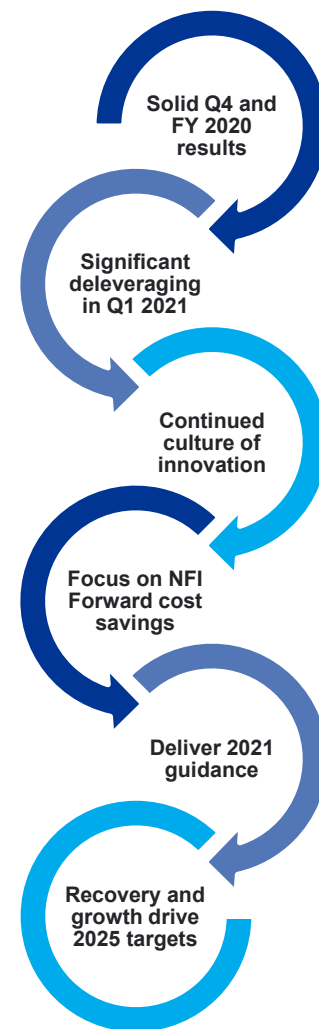 Solid Q4 and
FY 2020
results
Significant
deleveraging
in Q1 2021
Continued
culture of
innovation
Focus on NFI
Forward cost
savings
Deliver 2021
guidance
Recovery and
growth drive
2025 targets